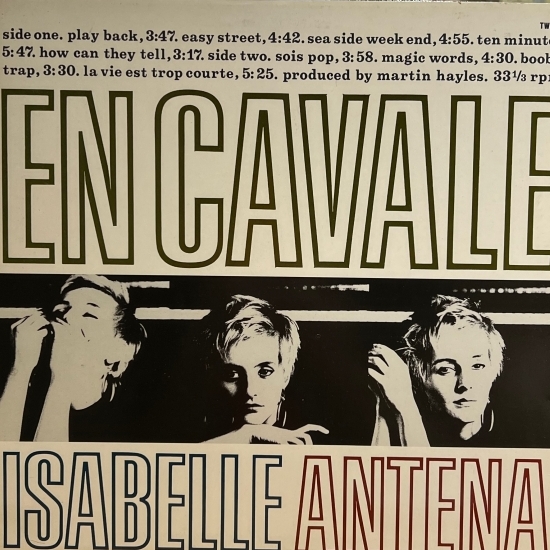 TW
side one. play back, 3:47. easy street, 4:42. sea side week end, 4:55. ten minute
5:47. how can they tell, 3:17. side two. sois pop, 3:58. magic words, 4:30. boob
trap, 3:30. la vie est trop courte, 5:25. produced by martin hayles. 33⅓ rpm
EN CAVALE
ISABELLE ANTENA